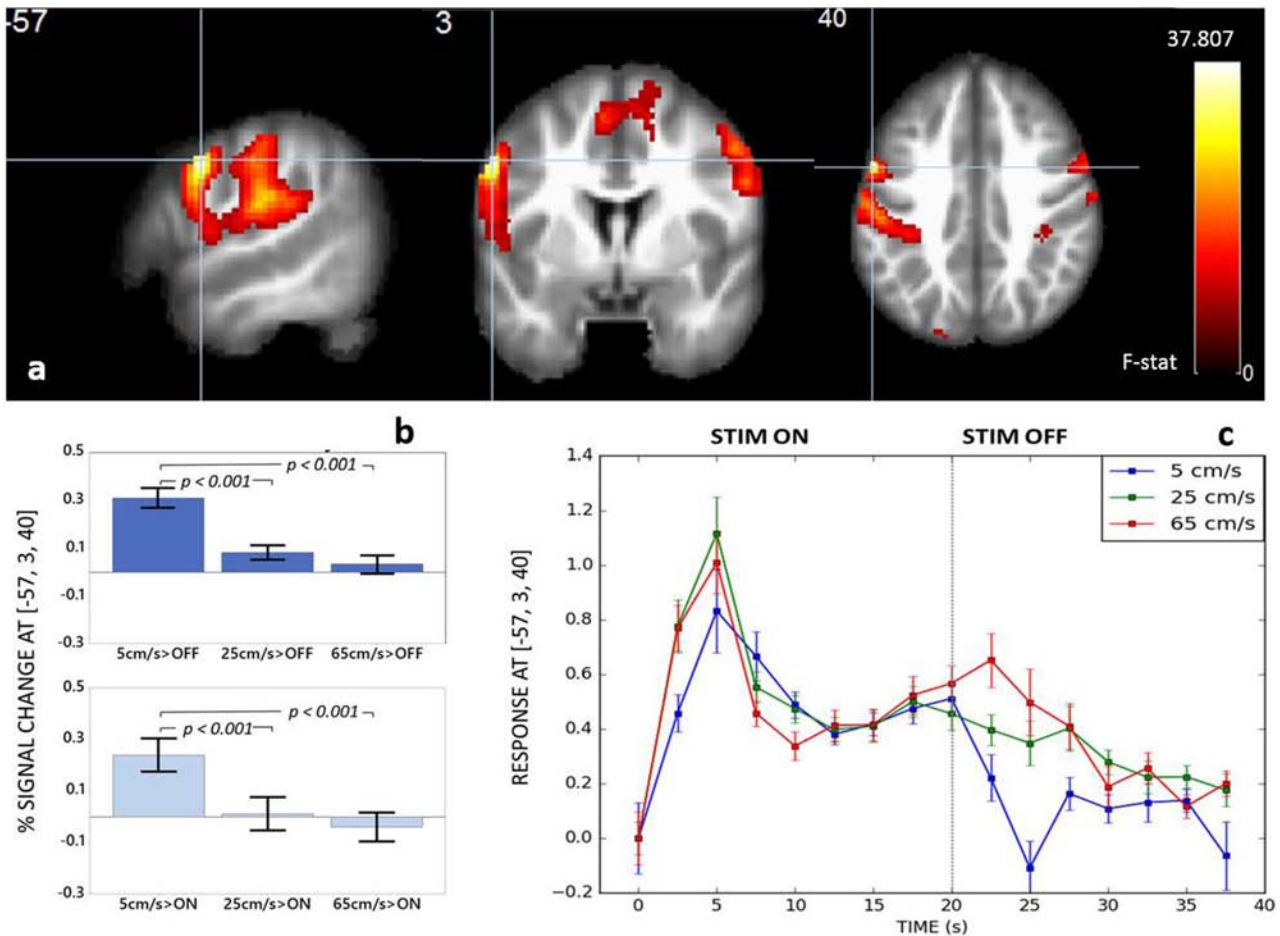 -57
3
40
37.807
F-stat
0
a
b
c
% SIGNAL CHANGE AT [-57, 3, 40]
0.5
0.3
0.1
-0.1
-0.3
p < 0.001
p < 0.001
5cm/s>OFF 25cm/s>OFF 65cm/s>OFF
0.5
0.3
0.1
-0.1
-0.3
p < 0.001
p < 0.001
5cm/s>ON 25cm/s>ON 65cm/s>ON
STIM ON STIM OFF
RESPONSE AT [-57, 3, 40]
1.4
1.2
1.0
0.8
0.6
0.4
0.2
0.0
−0.2
5 cm/s
25 cm/s
65 cm/s
0 5 10 15 20 25 30 35 40
TIME (s)